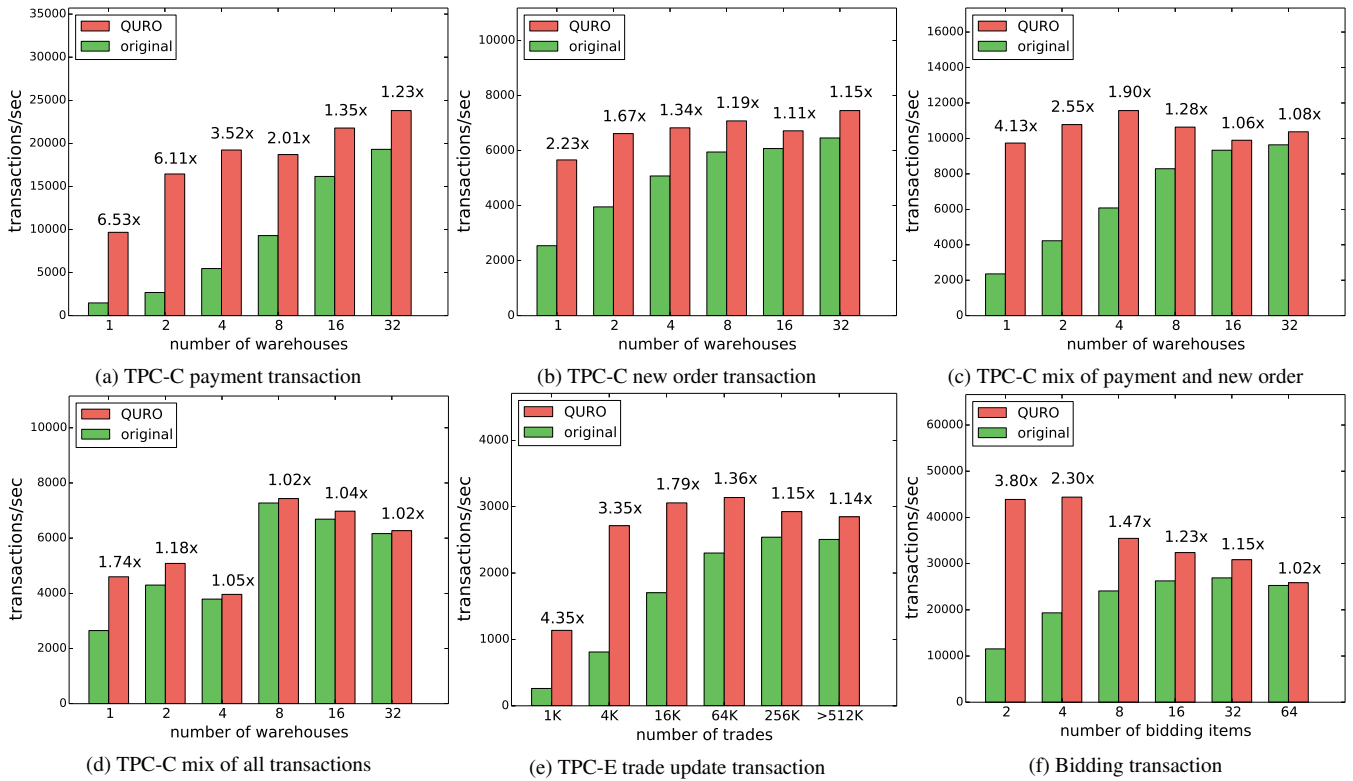 35000
30000
25000
20000
15000
10000
5000
0
transactions/sec
QURO
original
6.53x
6.11x
3.52x
2.01x
1.35x
1.23x
1 2 4 8 16 32
number of warehouses
(a) TPC-C payment transaction
10000
8000
6000
4000
2000
0
transactions/sec
QURO
original
2.23x
1.67x
1.34x
1.19x
1.11x
1.15x
1 2 4 8 16 32
number of warehouses
(b) TPC-C new order transaction
16000
14000
12000
10000
8000
6000
4000
2000
0
transactions/sec
QURO
original
4.13x
2.55x
1.90x
1.28x
1.06x
1.08x
1 2 4 8 16 32
number of warehouses
(c) TPC-C mix of payment and new order
10000
8000
6000
4000
2000
0
transactions/sec
QURO
original
1.74x
1.18x
1.05x
1.02x
1.04x
1.02x
1 2 4 8 16 32
number of warehouses
(d) TPC-C mix of all transactions
4000
3000
2000
1000
0
transactions/sec
QURO
original
4.35x
3.35x
1.79x
1.36x
1.15x
1.14x
1K 4K 16K 64K 256K >512K
number of trades
(e) TPC-E trade update transaction
60000
50000
40000
30000
20000
10000
0
transactions/sec
QURO
original
3.80x
2.30x
1.47x
1.23x
1.15x
1.02x
2 4 8 16 32 64
number of bidding items
(f) Bidding transaction